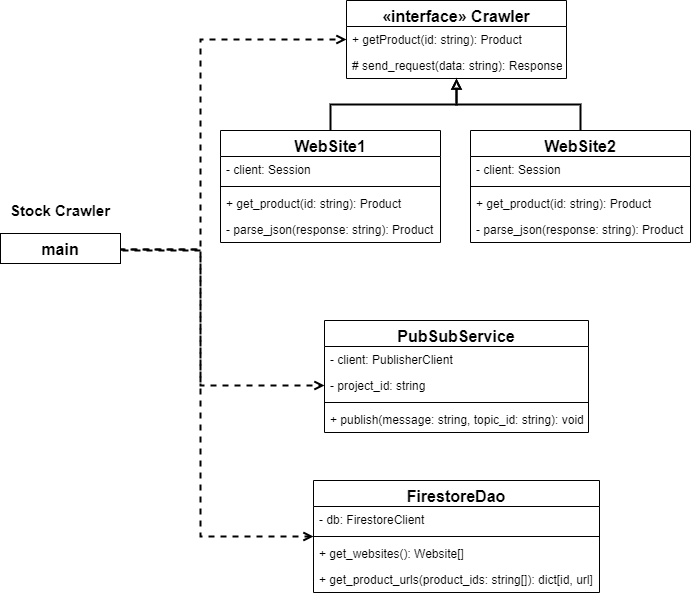 «interface» Crawler
+ getProduct(id: string): Product
# send_request(data: string): Response
WebSite1
- client: Session
+ get_product(id: string): Product
- parse_json(response: string): Product
WebSite2
- client: Session
+ get_product(id: string): Product
- parse_json(response: string): Product
Stock Crawler
main
PubSubService
- client: PublisherClient
- project_id: string
+ publish(message: string, topic_id: string): void
FirestoreDao
- db: FirestoreClient
+ get_websites(): Website[]
+ get_product_urls(product_ids: string[]): dict[id, url]